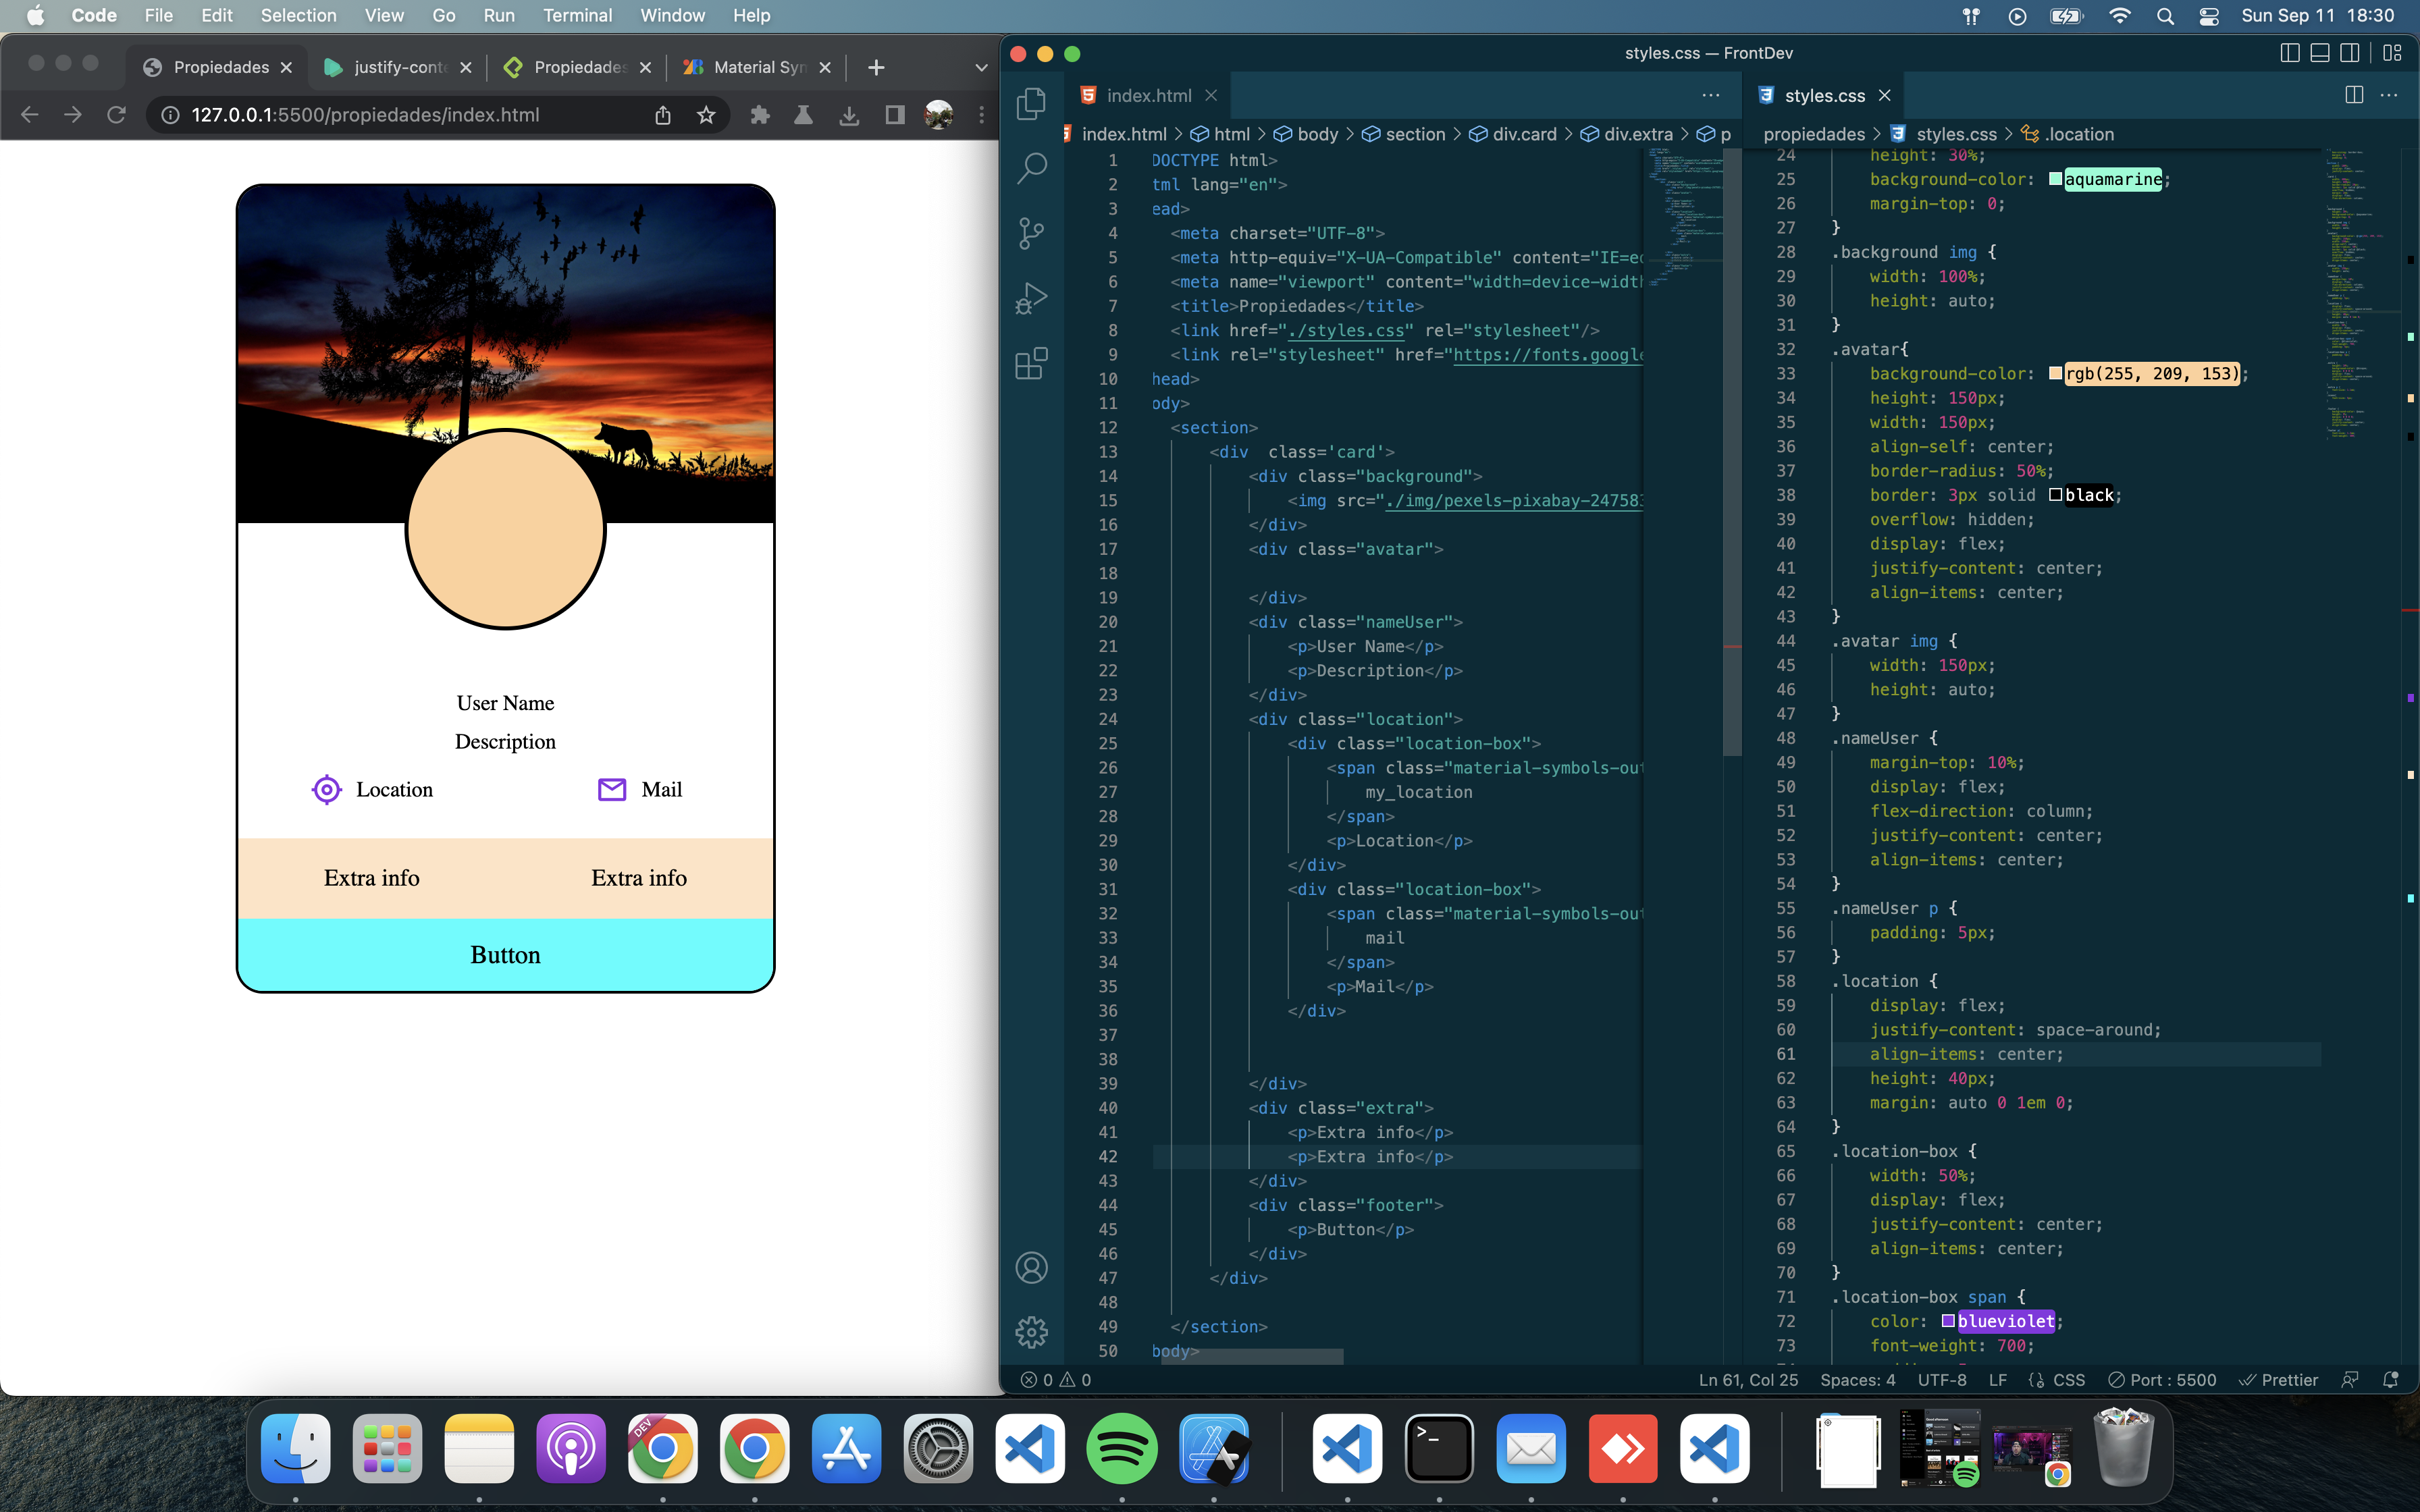 Code File Edit Selection View Go Run Terminal Window Help
Sun Sep 11 18:30
Propiedades
justify-conte
Propiedades
Material Sym
127.0.0.1:5500/propiedades/index.html
User Name
Description
Location
Mail
Extra info
Extra info
Button
styles.css — FrontDev
index.html
index.html > html > body > section > div.card > div.extra > p
1 DOCTYPE html>
2 tml lang="en">
3 ead>
4 <meta charset="UTF-8">
5 <meta http-equiv="X-UA-Compatible" content="IE=ed
6 <meta name="viewport" content="width=device-width
7 <title>Propiedades</title>
8 <link href="./styles.css" rel="stylesheet"/>
9 <link rel="stylesheet" href="https://fonts.google
10 head>
11 ody>
12 <section>
13 <div  class='card'>
14 <div class="background">
15 <img src="./img/pexels-pixabay-247583
16 </div>
17 <div class="avatar">
18
19 </div>
20 <div class="nameUser">
21 <p>User Name</p>
22 <p>Description</p>
23 </div>
24 <div class="location">
25 <div class="location-box">
26 <span class="material-symbols-out
27 my_location
28 </span>
29 <p>Location</p>
30 </div>
31 <div class="location-box">
32 <span class="material-symbols-out
33 mail
34 </span>
35 <p>Mail</p>
36 </div>
37
38
39 </div>
40 <div class="extra">
41 <p>Extra info</p>
42 <p>Extra info</p>
43 </div>
44 <div class="footer">
45 <p>Button</p>
46 </div>
47 </div>
48
49 </section>
50 body>
styles.css
propiedades > styles.css > .location
24 height: 30%;
25 background-color: aquamarine;
26 margin-top: 0;
27 }
28 .background img {
29 width: 100%;
30 height: auto;
31 }
32 .avatar{
33 background-color: rgb(255, 209, 153);
34 height: 150px;
35 width: 150px;
36 align-self: center;
37 border-radius: 50%;
38 border: 3px solid black;
39 overflow: hidden;
40 display: flex;
41 justify-content: center;
42 align-items: center;
43 }
44 .avatar img {
45 width: 150px;
46 height: auto;
47 }
48 .nameUser {
49 margin-top: 10%;
50 display: flex;
51 flex-direction: column;
52 justify-content: center;
53 align-items: center;
54 }
55 .nameUser p {
56 padding: 5px;
57 }
58 .location {
59 display: flex;
60 justify-content: space-around;
61 align-items: center;
62 height: 40px;
63 margin: auto 0 1em 0;
64 }
65 .location-box {
66 width: 50%;
67 display: flex;
68 justify-content: center;
69 align-items: center;
70 }
71 .location-box span {
72 color: blueviolet;
73 font-weight: 700;
0 0
Ln 61, Col 25 Spaces: 4 UTF-8 LF CSS Port : 5500 Prettier
DEV